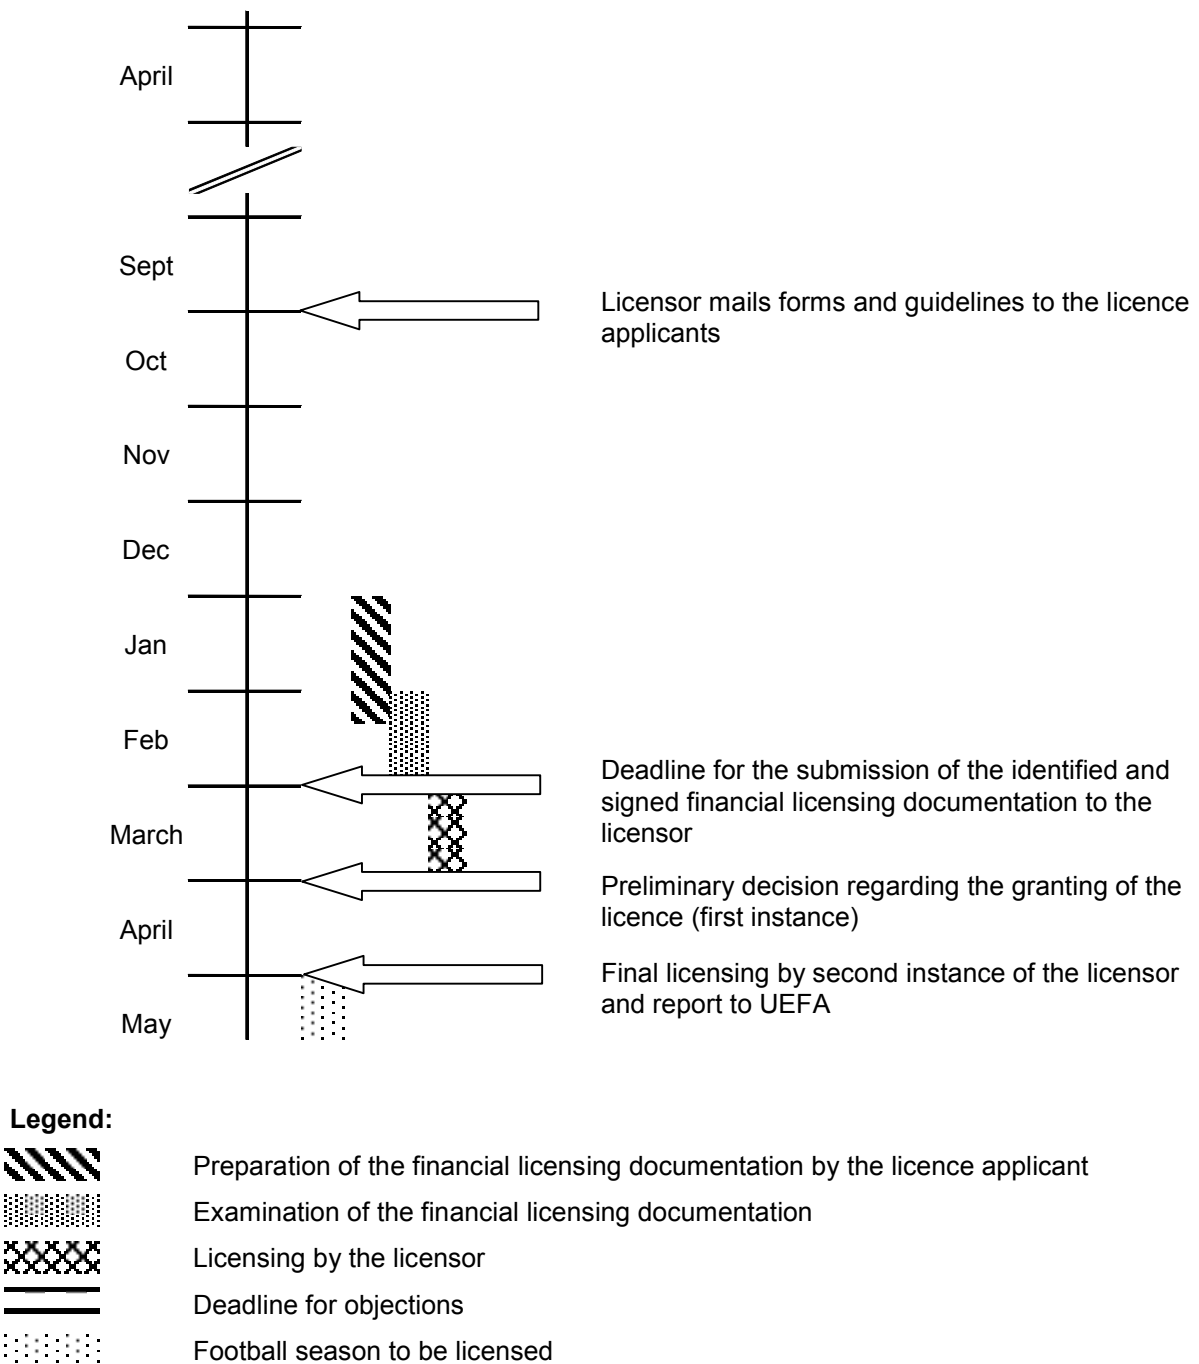 April
Sept
Licensor mails forms and guidelines to the licence
applicants
Oct
Nov
Dec
Jan
Feb
Deadline for the submission of the identified and
signed financial licensing documentation to the
licensor
March
Preliminary decision regarding the granting of the
licence (first instance)
April
Final licensing by second instance of the licensor
and report to UEFA
May
Legend:
Preparation of the financial licensing documentation by the licence applicant
Examination of the financial licensing documentation
Licensing by the licensor
Deadline for objections
Football season to be licensed